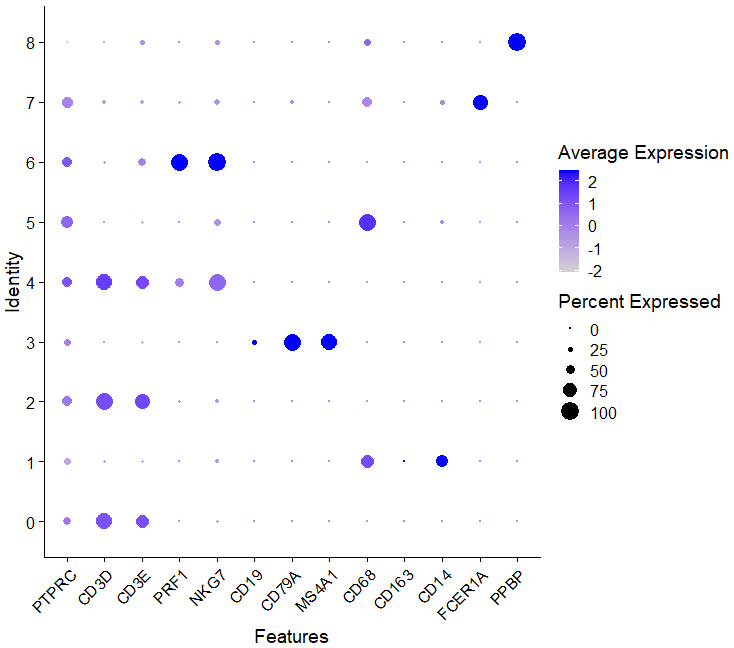 8
7
6
5
4
3
2
1
0
Identity
PTPRC
CD3D
CD3E
PRF1
NKG7
CD19
CD79A
MS4A1
CD68
CD163
CD14
FCER1A
PPBP
Features
Average Expression
2
1
0
-1
-2
Percent Expressed
0
25
50
75
100